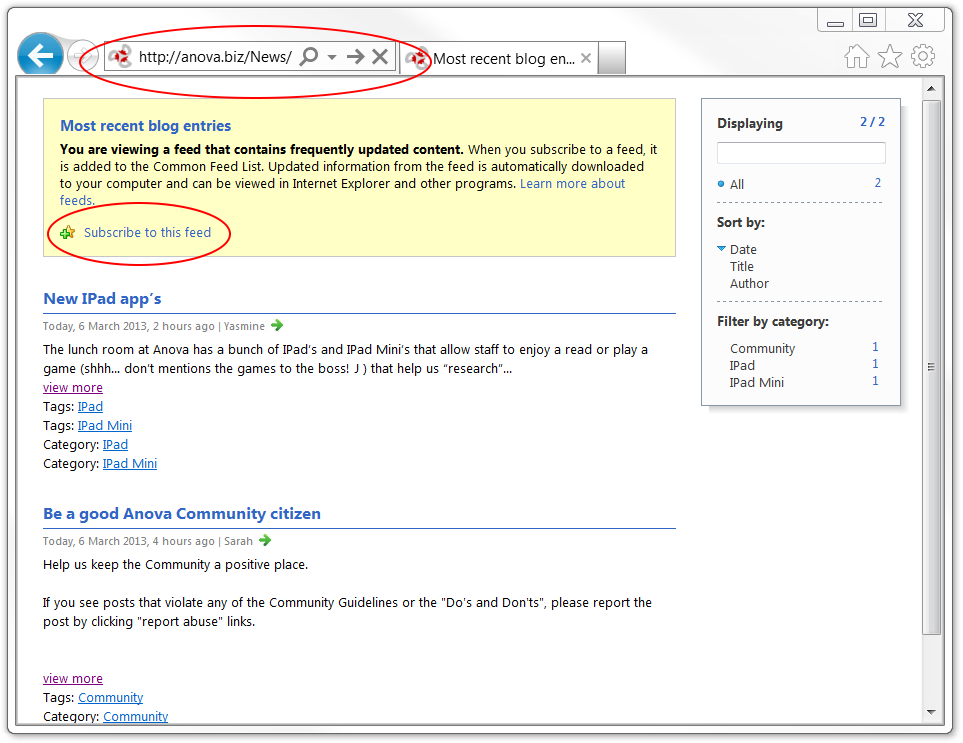 http://anova.biz/News/
Most recent blog en...
Most recent blog entries
You are viewing a feed that contains frequently updated content. When you subscribe to a feed, it
is added to the Common Feed List. Updated information from the feed is automatically downloaded
to your computer and can be viewed in Internet Explorer and other programs. Learn more about
feeds.
Subscribe to this feed
New IPad app’s
Today, 6 March 2013, 2 hours ago | Yasmine
The lunch room at Anova has a bunch of IPad’s and IPad Mini’s that allow staff to enjoy a read or play a
game (shhh... don’t mentions the games to the boss! J ) that help us “research”...
view more
Tags: IPad
Tags: IPad Mini
Category: IPad
Category: IPad Mini
Be a good Anova Community citizen
Today, 6 March 2013, 4 hours ago | Sarah
Help us keep the Community a positive place.
If you see posts that violate any of the Community Guidelines or the "Do's and Don'ts", please report the
post by clicking "report abuse" links.
view more
Tags: Community
Category: Community
Displaying 2 / 2
All 2
Sort by:
Date
Title
Author
Filter by category:
Community 1
IPad 1
IPad Mini 1